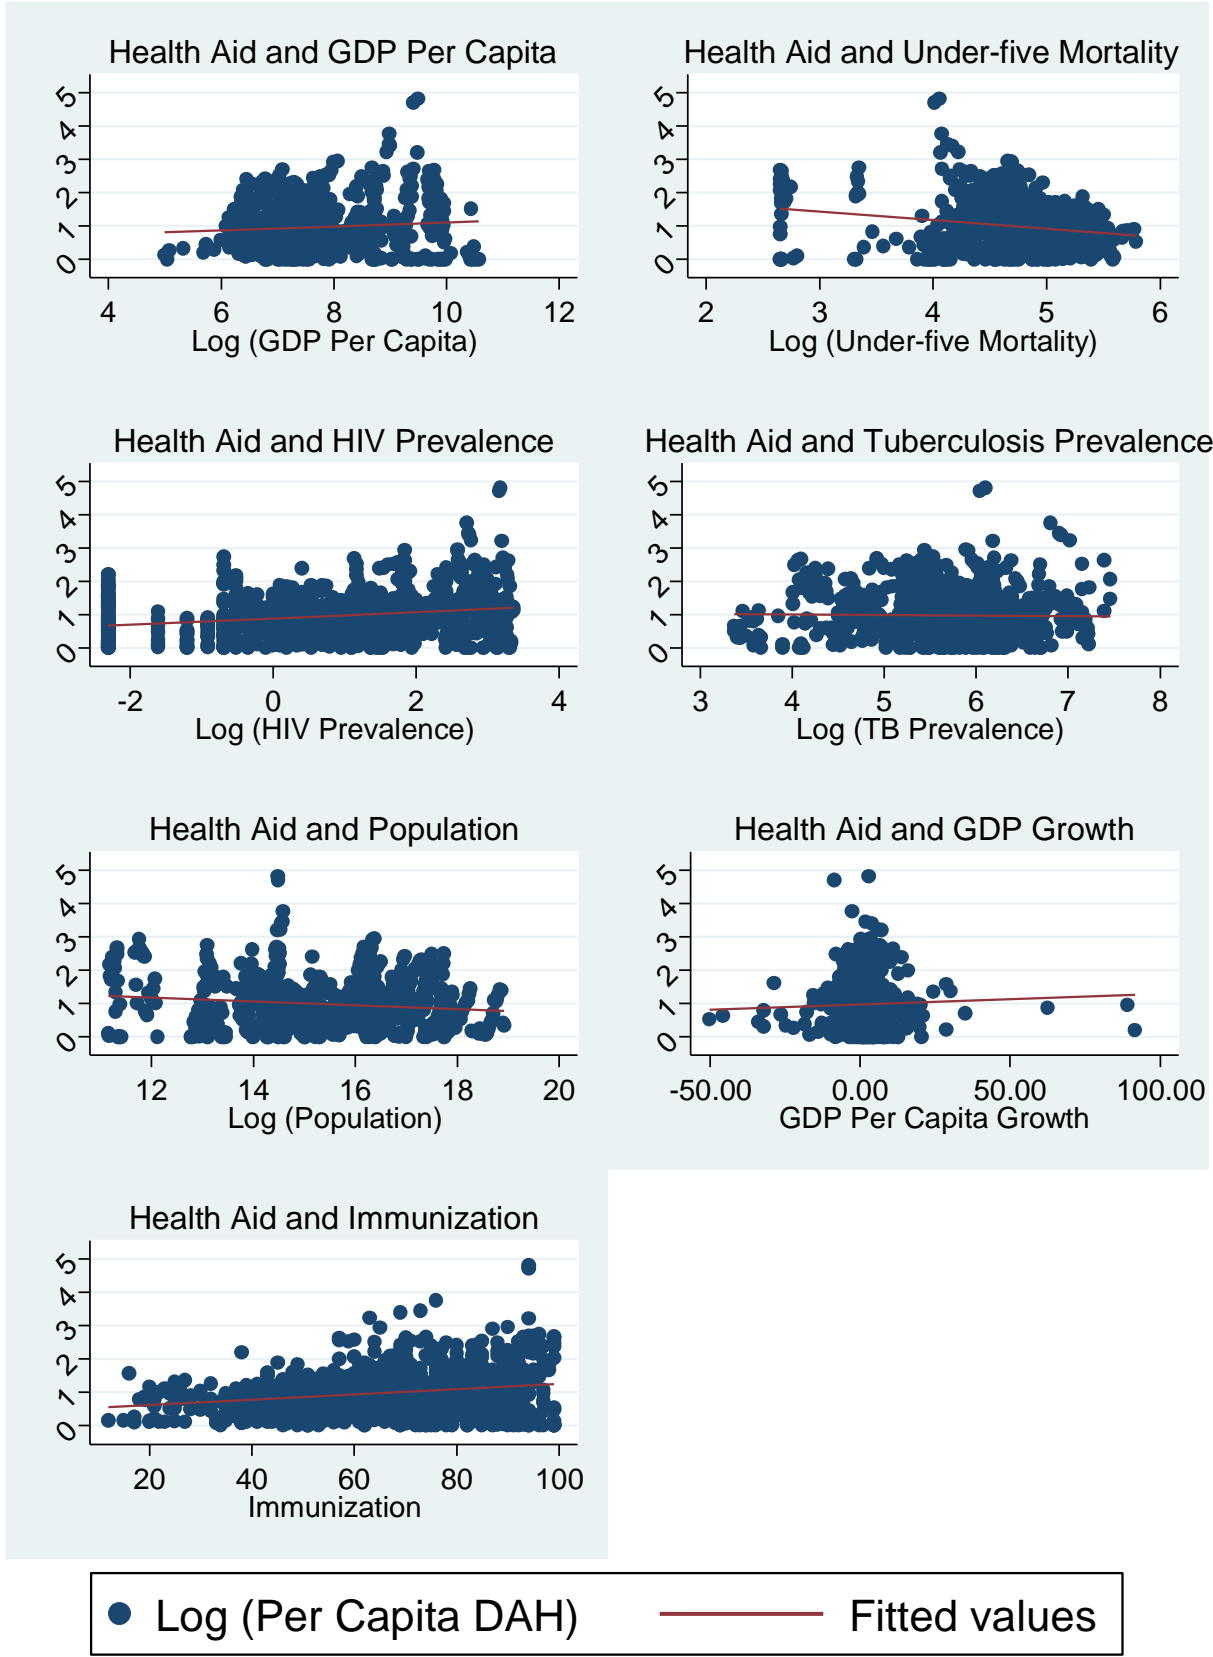 Health Aid and GDP Per Capita
5
4
3
2
1
0
4 6 8 10 12
Log (GDP Per Capita)
Health Aid and Under-five Mortality
5
4
3
2
1
0
2 3 4 5 6
Log (Under-five Mortality)
Health Aid and HIV Prevalence
5
4
3
2
1
0
-2 0 2 4
Log (HIV Prevalence)
Health Aid and Tuberculosis Prevalence
5
4
3
2
1
0
3 4 5 6 7 8
Log (TB Prevalence)
Health Aid and Population
5
4
3
2
1
0
12 14 16 18 20
Log (Population)
Health Aid and GDP Growth
5
4
3
2
1
0
-50.00 0.00 50.00 100.00
GDP Per Capita Growth
Health Aid and Immunization
5
4
3
2
1
0
20 40 60 80 100
Immunization
Log (Per Capita DAH) Fitted values